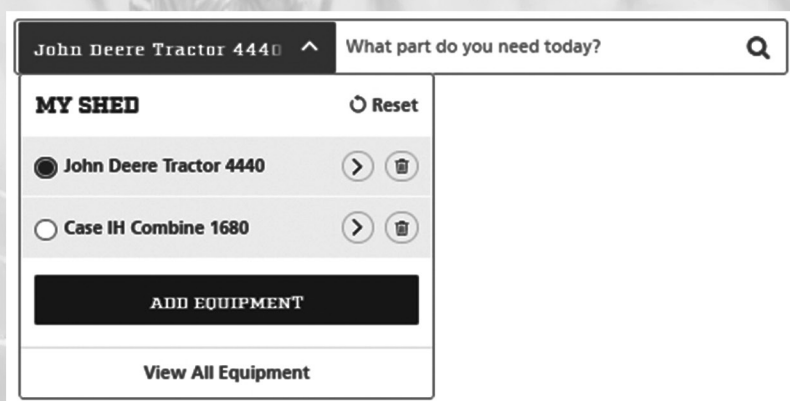 John Deere Tractor 4440
What part do you need today?
MY SHED
Reset
John Deere Tractor 4440
Case IH Combine 1680
ADD EQUIPMENT
View All Equipment